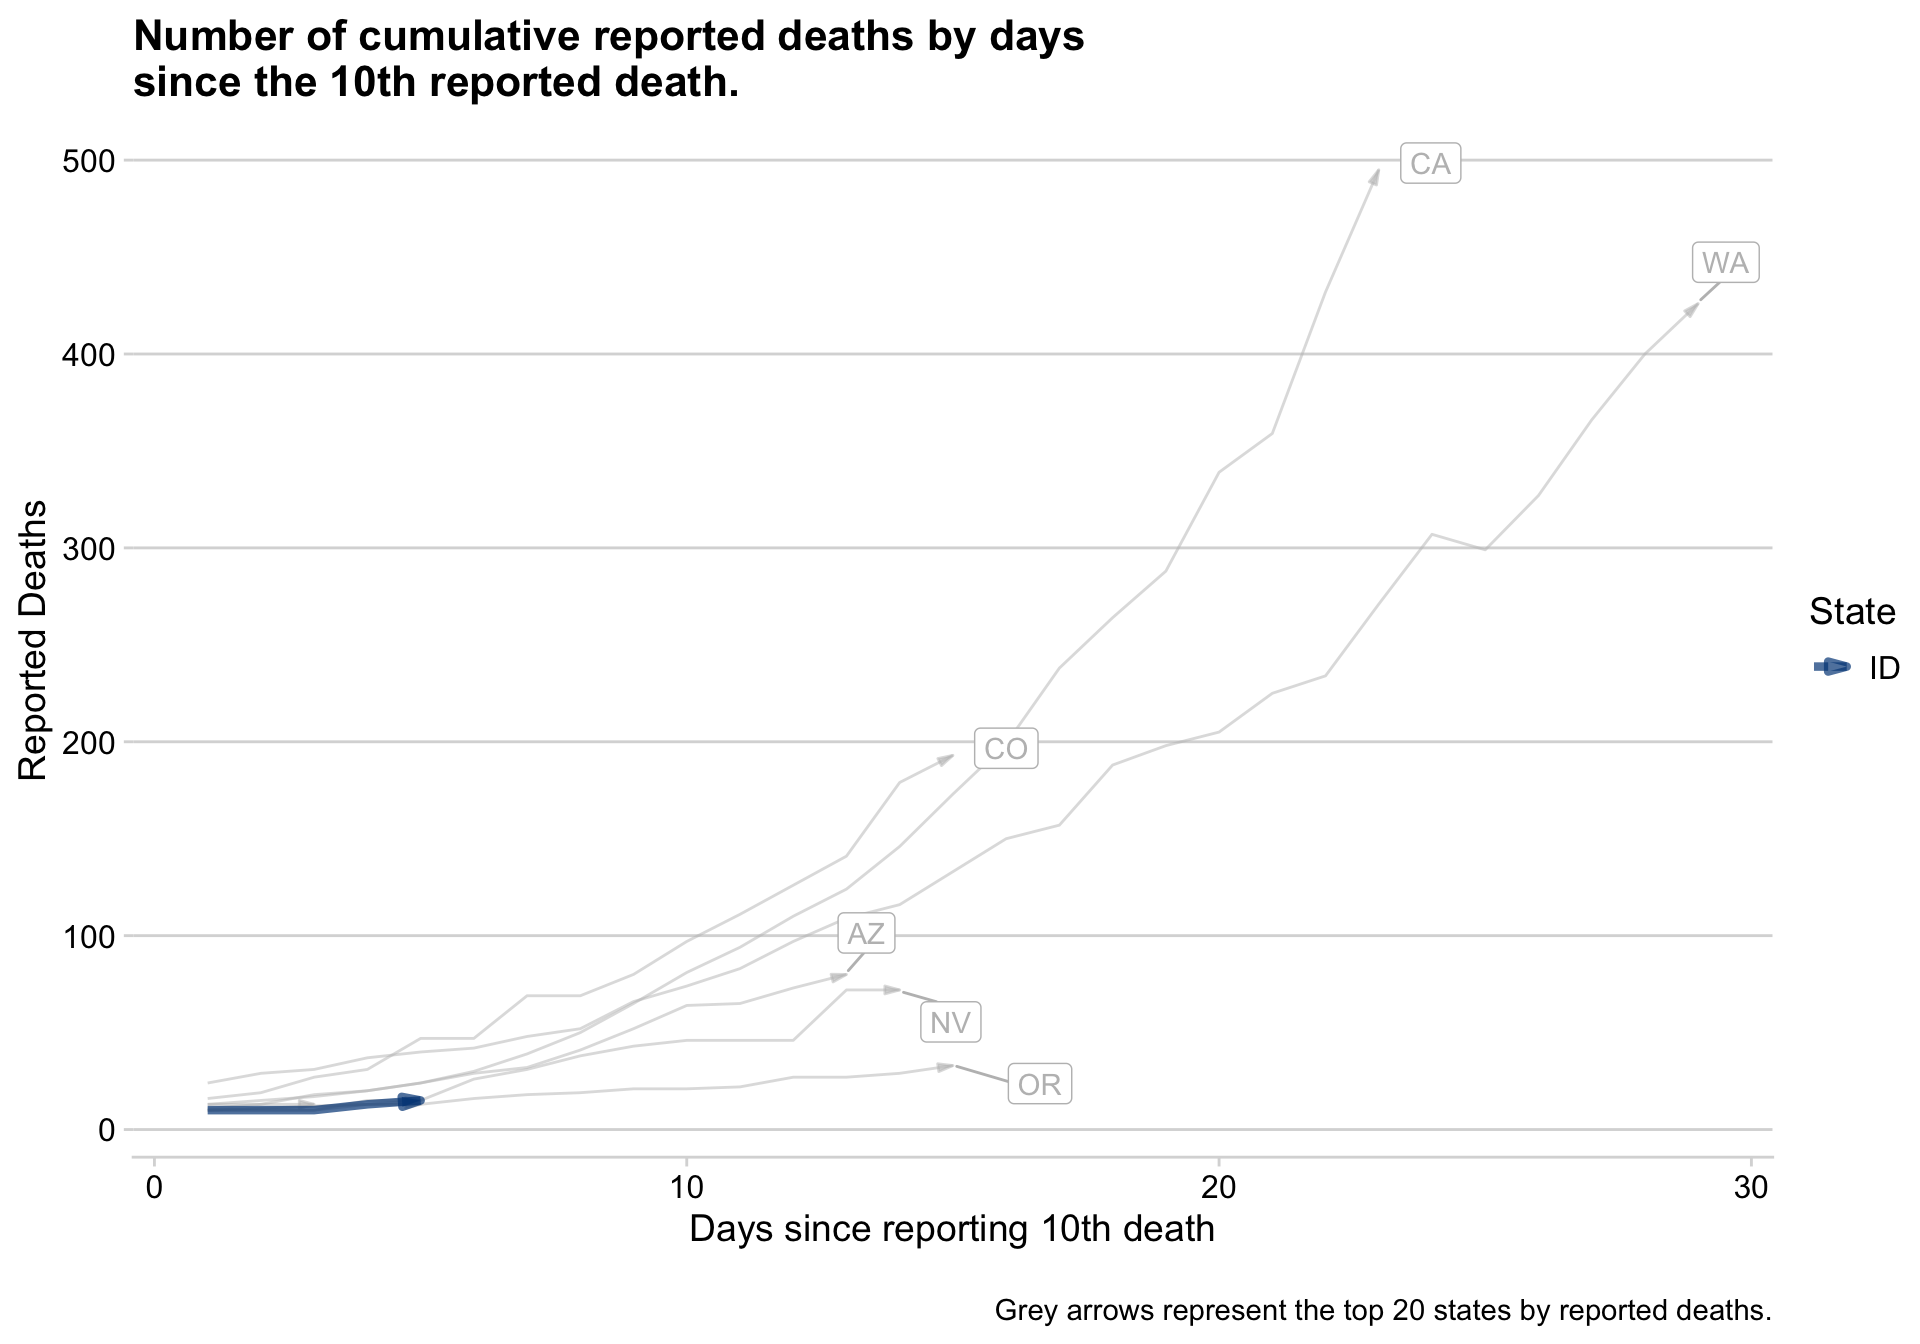 Number of cumulative reported deaths by days
since the 10th reported death.
500
CA
WA
400
300
Reported Deaths
State
ID
200
CO
100
AZ
NV
OR
0
0 10 20 30
Days since reporting 10th death
Grey arrows represent the top 20 states by reported deaths.